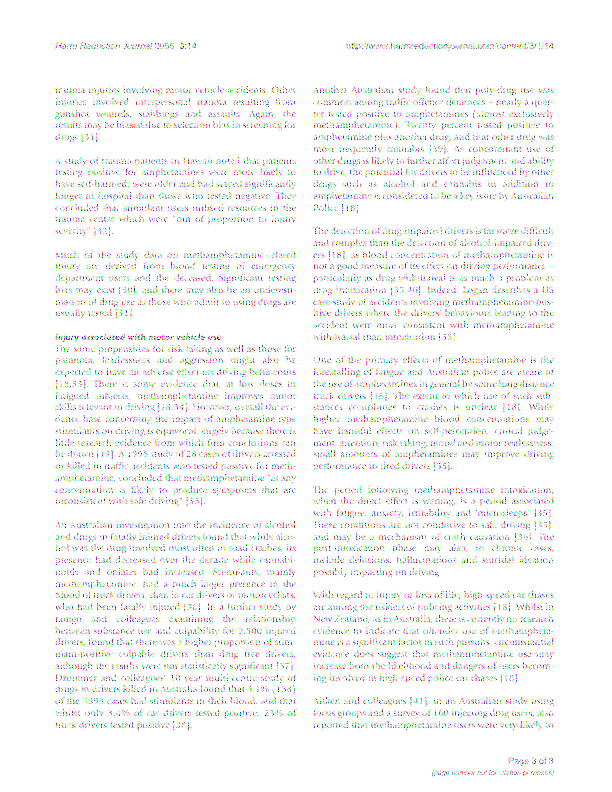 Harm Reduction Journal 2006, 3:14
http://www.harmreductionjournal.com/content/3/1/14
trauma injuries involving motor vehicle accidents. Other
injuries involved interpersonal trauma resulting from
gunshot wounds, stabbings and assaults. Again, the
results may be biased due to selection bias in screening for
drugs [31].
A study of trauma patients in Hawaii noted that patients
testing positive for amphetamines were more likely to
have self-harmed, were older and had stayed significantly
longer in hospital than those who tested negative. They
concluded that stimulant users utilised resources in the
trauma centre which were "out of proportion to injury
severity" [32].
Much of the study data on methamphetamine-related
injury are derived from blood testing of emergency
department users and the deceased. Significant testing
bias may exist [30], and there may also be an underesti-
mation of drug use as those who admit to using drugs are
usually tested [31].
Injury associated with motor vehicle use
The same propensities for risk taking as well as those for
paranoia, fearlessness and aggression might also be
expected to have an adverse effect on driving behaviours
[18,33]. There is some evidence that, at low doses in
fatigued subjects, methamphetamine improves motor
skills relevant to driving [18,34]. However, overall the evi-
dence base concerning the impact of amphetamine type
stimulants on driving is equivocal, simply because there is
little research evidence from which firm conclusions can
be drawn [18]. A 1996 study of 28 cases of drivers arrested
or killed in traffic accidents who tested positive for meth-
amphetamine, concluded that methamphetamine "at any
concentration is likely to produce symptoms that are
inconsistent with safe driving" [35].
An Australian investigation into the incidence of alcohol
and drugs in fatally injured drivers found that while alco-
hol was the drug involved most often in road crashes, its
presence had decreased over the decade while cannabi-
noids and opiates had increased. Stimulants, mainly
methamphetamine, had a much larger presence in the
blood of truck drivers, than in car drivers or motorcyclists,
who had been fatally injured [36]. In a further study by
Longo and colleagues examining the relationship
between substance use and culpability for 2,500 injured
drivers, found that there was a higher proportion of stim-
ulant-positive culpable drivers than drug free drivers,
although the results were not statistically significant [37].
Drummer and colleagues' 10 year multi-centre study of
drugs in drivers killed in Australia found that 4.1% (138)
of the 3398 cases had stimulants in their blood, and that
whilst only 3.4% of car drivers tested positive, 23% of
truck drivers tested positive [38].
Another Australian study found that poly-drug use was
common among traffic offence detainees – nearly a quar-
ter tested positive to amphetamines (almost exclusively
methamphetamine). Twenty percent tested positive to
amphetamine plus another drug, and that other drug was
most frequently cannabis [39]. As concomitant use of
other drugs is likely to further affect judgement and ability
to drive, the potential for drivers to be influenced by other
drugs such as alcohol and cannabis in addition to
amphetamine is considered to be a key issue by Australian
Police [18].
The detection of drug-impaired drivers is far more difficult
and complex than the detection of alcohol-impaired driv-
ers [18], as blood concentration of methamphetamine is
not a good measure of its effect on driving performance –
particularly as drug withdrawal is as much a problem as
drug intoxication [35,40]. Indeed, Logan describes a US
case study of accidents involving methamphetamine-pos-
itive drivers where the drivers' behaviour leading to the
accident were more consistent with methamphetamine
withdrawal than intoxication [35].
One of the primary effects of methamphetamine is the
forestalling of fatigue and Australian police are aware of
the use of amphetamines in general by some long distance
truck drivers [18]. The extent to which use of such sub-
stances contributes to crashes is unclear [18]. While
higher methamphetamine blood concentrations may
have harmful effects on self-perception, critical judge-
ment, attention, risk taking, mood and motor restlessness,
small amounts of amphetamines may improve driving
performance in tired drivers [35].
The period following methamphetamine intoxication,
when the direct effect is waning, is a period associated
with fatigue, anxiety, irritability and 'microsleeps' [35].
These conditions are not conducive to safe driving [35],
and may be a mechanism of crash causation [36]. The
post-intoxication phase may also, in chronic cases,
include delusions, hallucinations and suicidal ideation
possibly impacting on driving.
With regard to injury or loss of life, high-speed car chases
are among the riskiest of policing activities [18]. Whilst in
New Zealand, as in Australia, there is currently no research
evidence to indicate that offender use of methampheta-
mine is a significant factor in such pursuits, circumstantial
evidence does suggest that methamphetamine use may
increase both the likelihood and dangers of users becom-
ing involved in high speed police car chases [18].
Aitken and colleagues [41], in an Australian study using
focus groups and a survey of 160 injecting drug users, also
reported that methamphetamine users were very likely to
Page 3 of 8
(page number not for citation purposes)